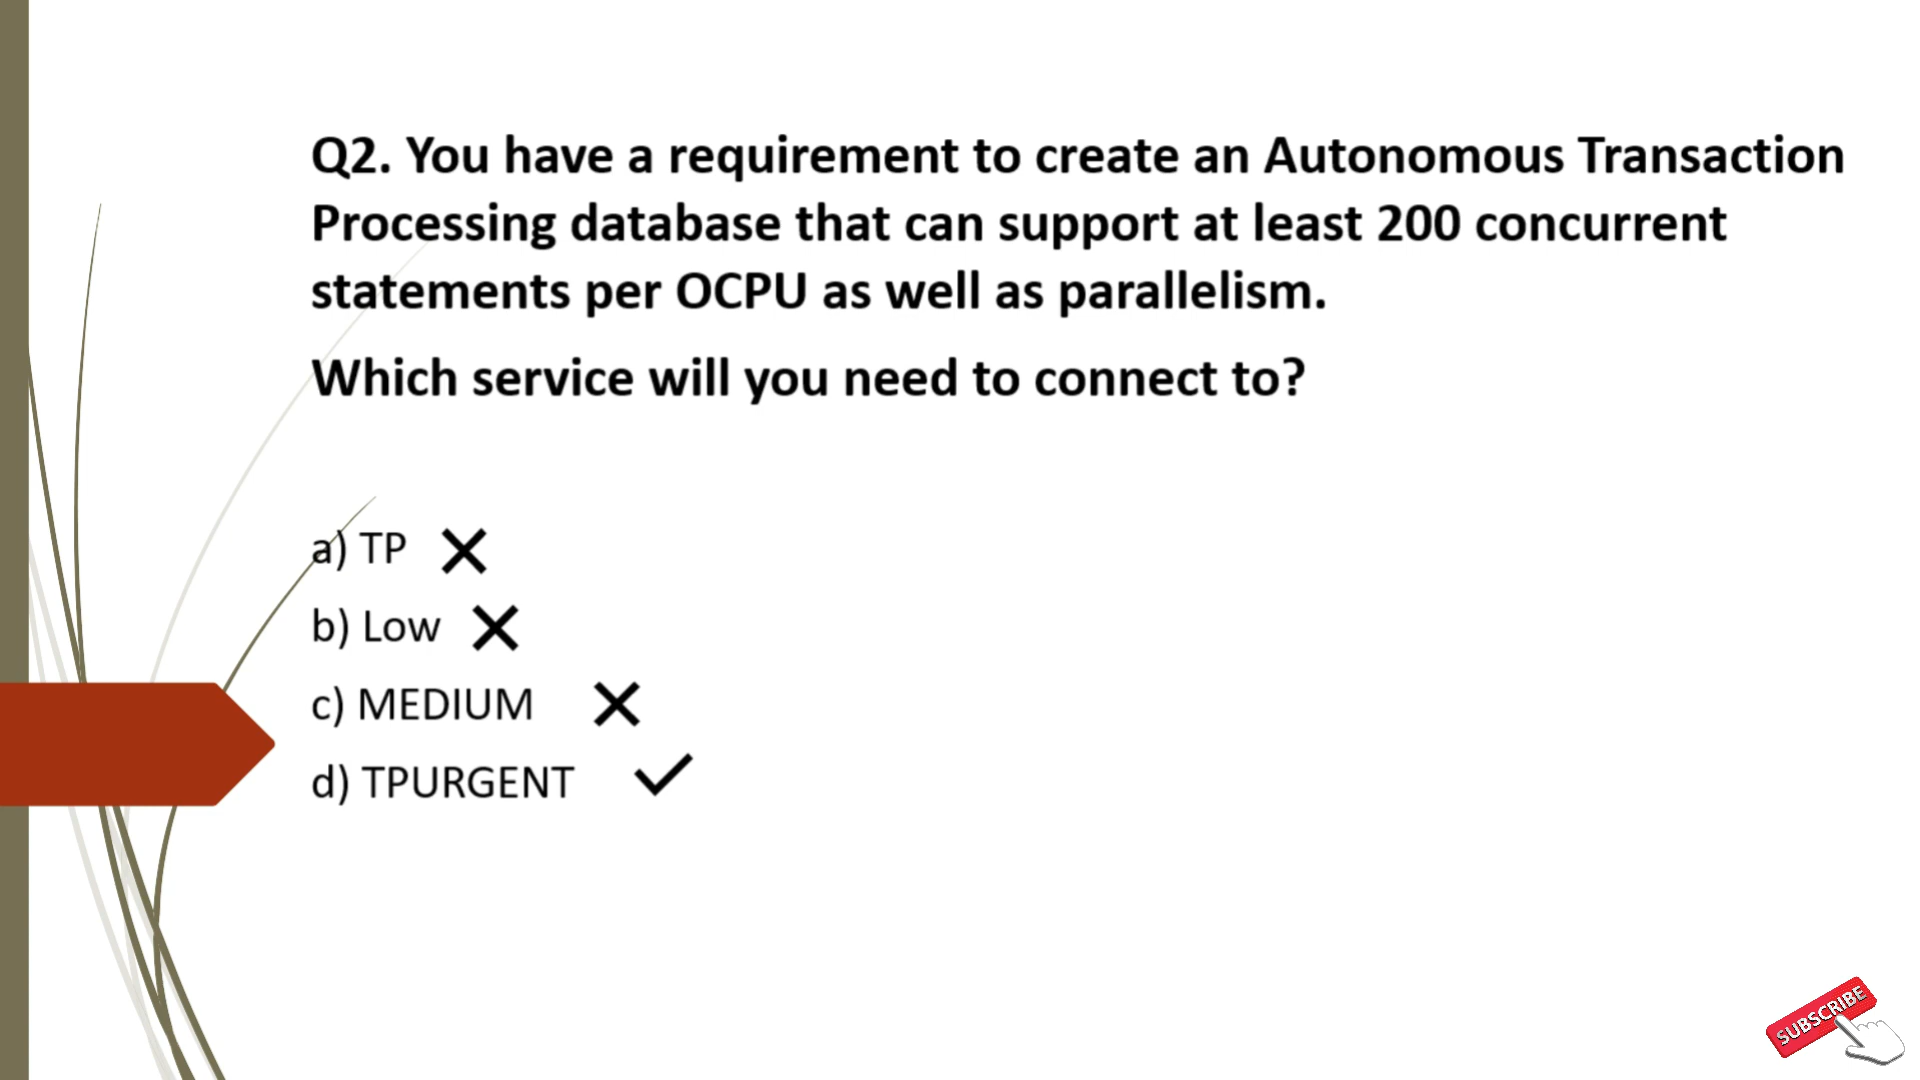 Q2. You have a requirement to create an Autonomous Transaction
Processing database that can support at least 200 concurrent
statements per OCPU as well as parallelism.
Which service will you need to connect to?
a) TP
b) Low
c) MEDIUM
d) TPURGENT
SUBSCRIBE